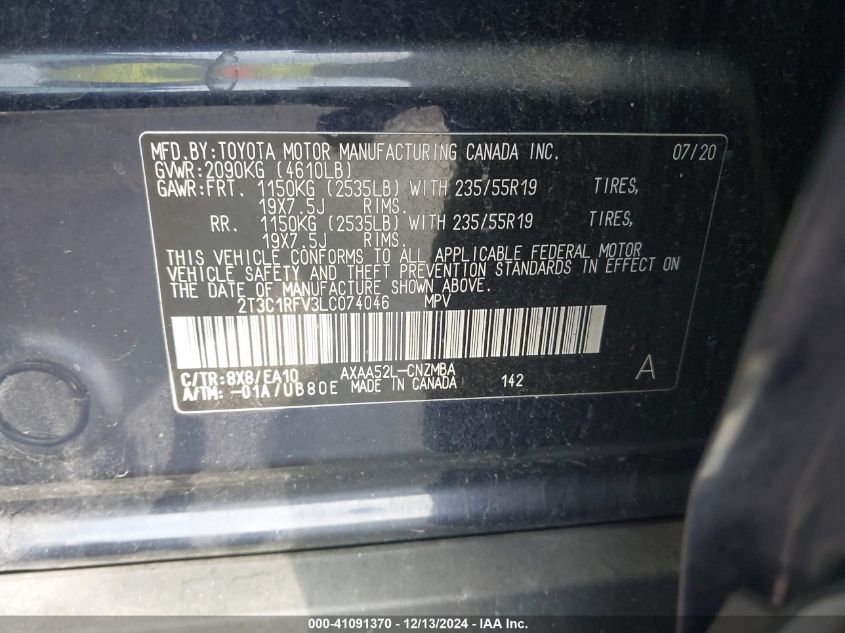 MFD.BY:TOYOTA MOTOR MANUFACTURING CANADA INC. 07/20
GVWR:2090KG (4610LB)
GAWR:FRT. 1150KG (2535LB) WITH 235/55R19 TIRES,
19X7.5J RIMS.
RR. 1150KG (2535LB) WITH 235/55R19 TIRES,
19X7.5J RIMS.
THIS VEHICLE CONFORMS TO ALL APPLICABLE FEDERAL MOTOR
VEHICLE SAFETY AND THEFT PREVENTION STANDARDS IN EFFECT ON
THE DATE OF MANUFACTURE SHOWN ABOVE.
2T3C1RFV3LC074046 MPV
C/TR:8X8/EA10 AXAA52L-CNZMBA A
A/TM:-01A/UB80E MADE IN CANADA 142
000-41091370 - 12/13/2024 - IAA Inc.